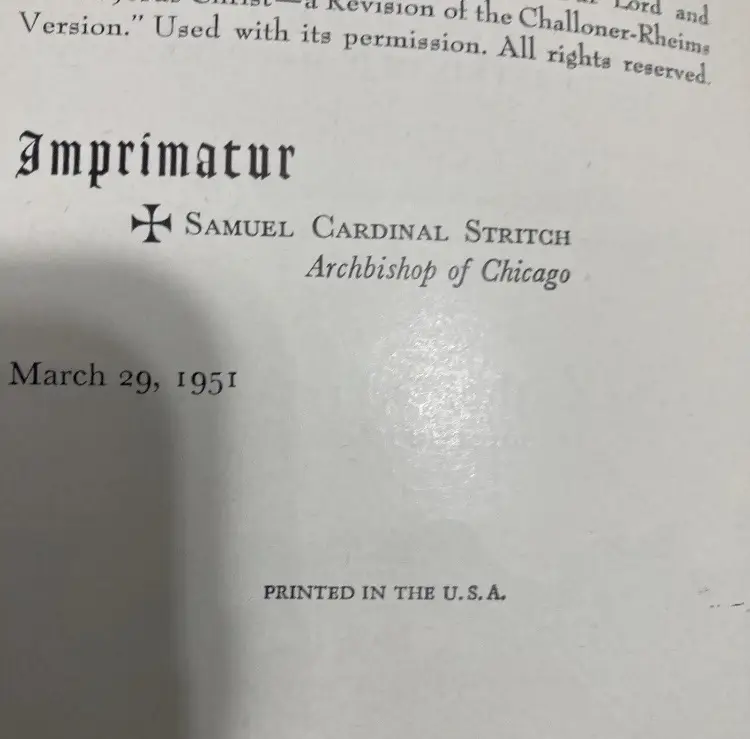 Lord and
Christ—a Revision of the Challoner-Rheims
Version.” Used with its permission. All rights reserved.
Imprimatur
✠ SAMUEL CARDINAL STRITCH
Archbishop of Chicago
March 29, 1951
PRINTED IN THE U.S.A.